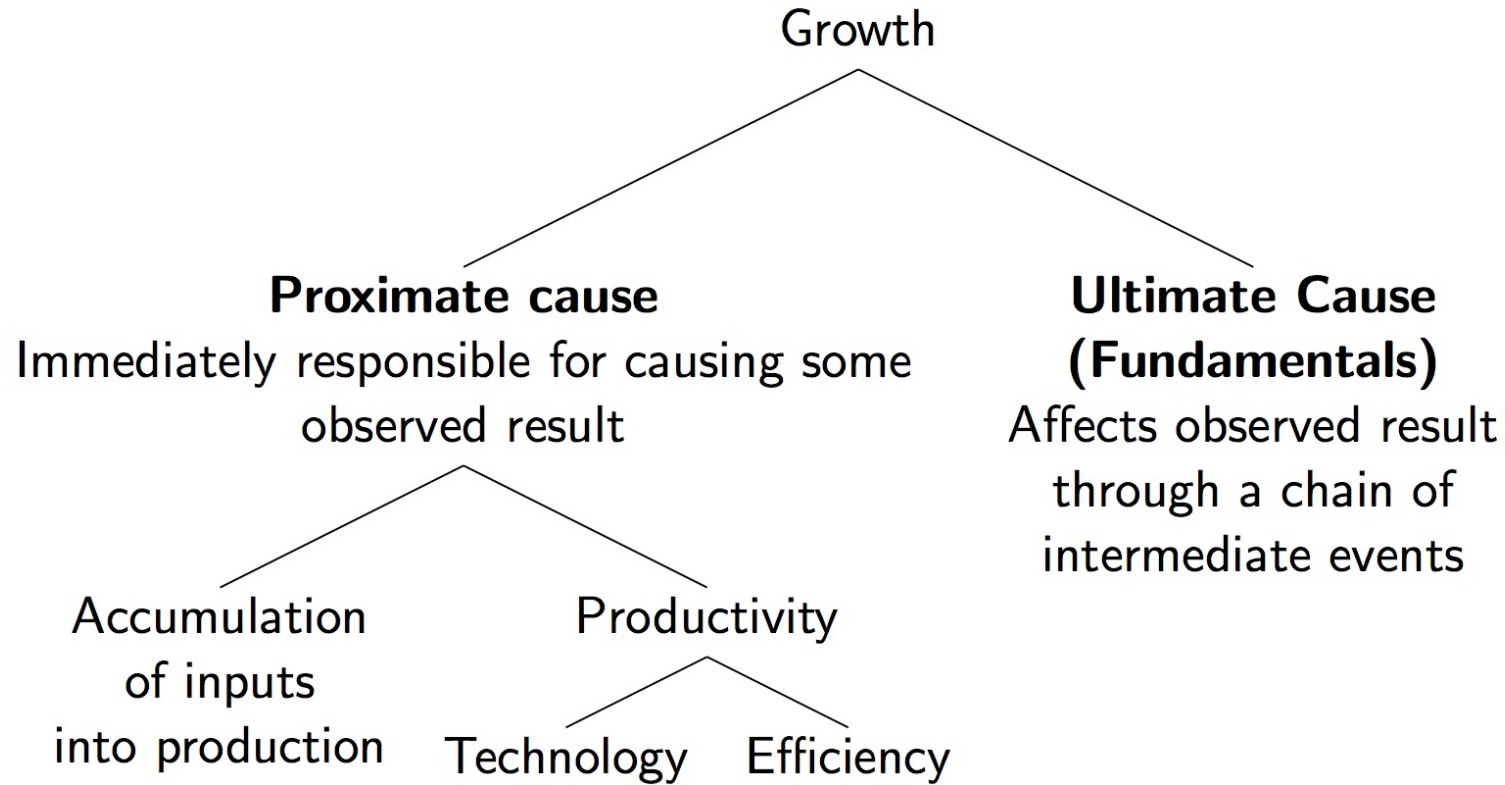 Growth
Proximate cause
Immediately responsible for causing some
observed result
Ultimate Cause
(Fundamentals)
Affects observed result
through a chain of
intermediate events
Accumulation
of inputs
into production
Productivity
Technology
Efficiency